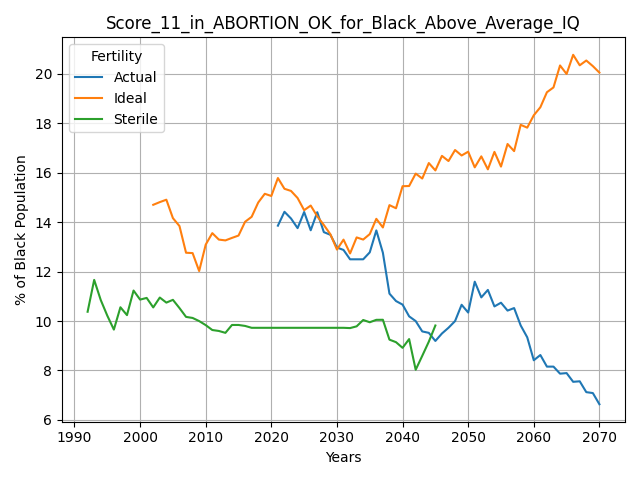 Score_11_in_ABORTION_OK_for_Black_Above_Average_IQ
Fertility
Actual
Ideal
Sterile
% of Black Population
20
18
16
14
12
10
8
6
1990 2000 2010 2020 2030 2040 2050 2060 2070
Years